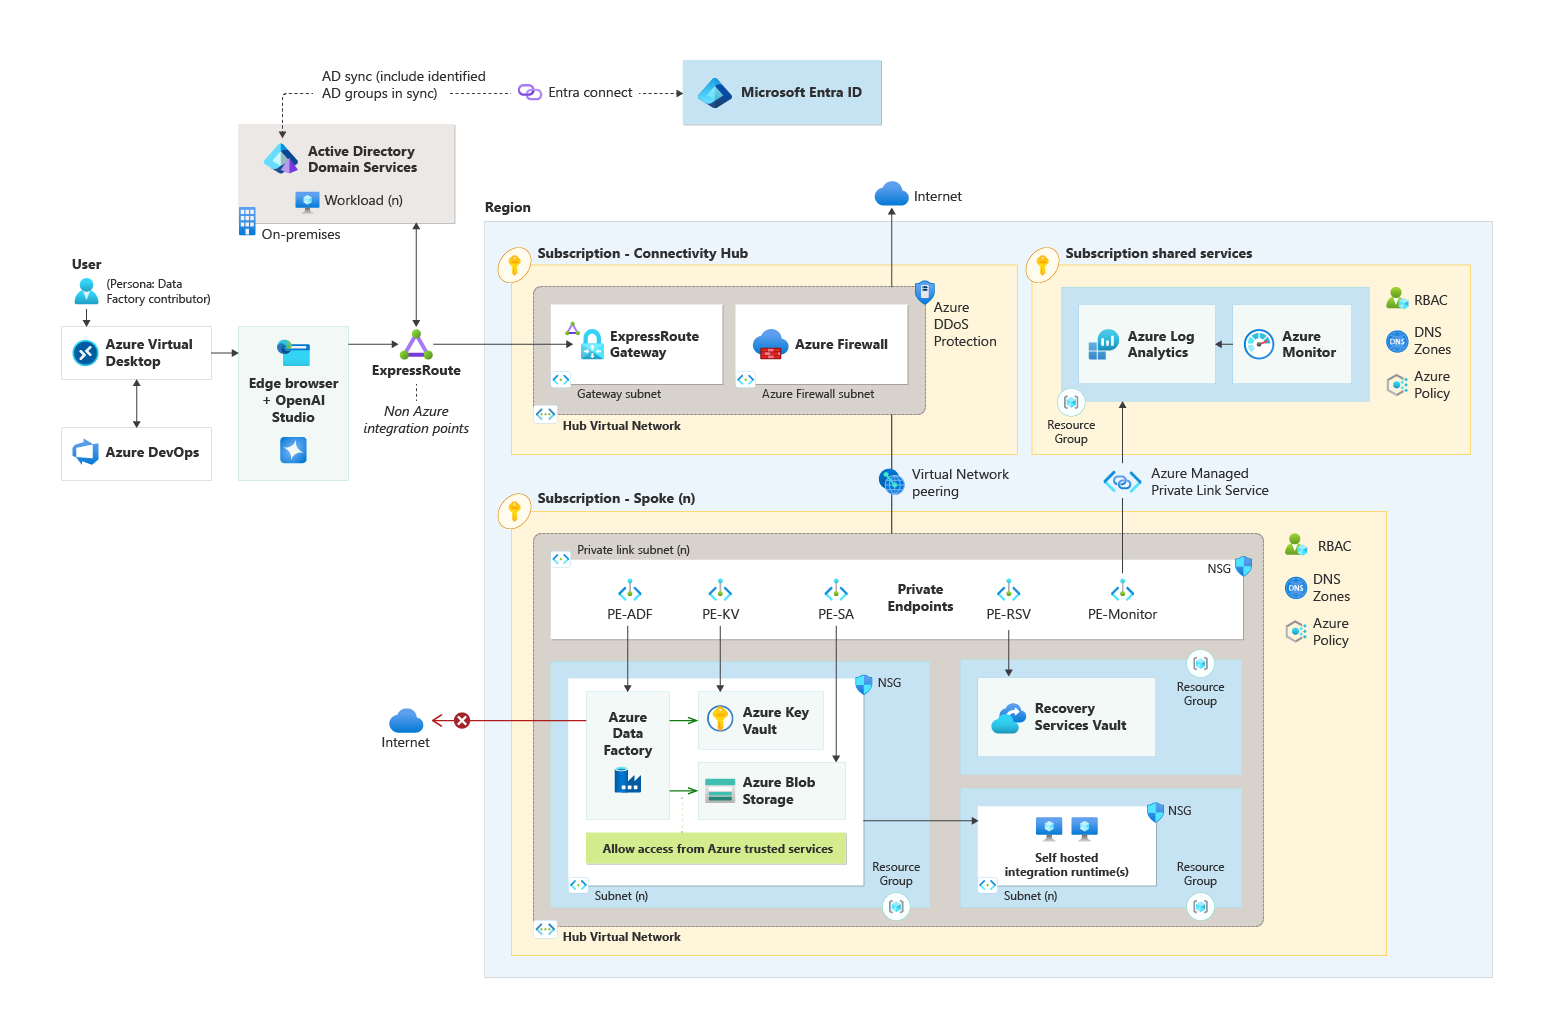 AD sync (include identified
AD groups in sync)
Entra connect
Microsoft Entra ID
Active Directory
Domain Services
Workload (n)
On-premises
Internet
Region
User
(Persona: Data
Factory contributor)
Azure Virtual
Desktop
Azure DevOps
Edge browser
+ OpenAI
Studio
ExpressRoute
Non Azure
integration points
Subscription - Connectivity Hub
ExpressRoute
Gateway
Gateway subnet
Azure Firewall
Azure Firewall subnet
Azure
DDoS
Protection
Hub Virtual Network
Subscription shared services
Azure Log
Analytics
Azure
Monitor
Resource
Group
RBAC
DNS
DNS
Zones
Azure
Policy
Virtual Network
peering
Azure Managed
Private Link Service
Subscription - Spoke (n)
Private link subnet (n)
NSG
PE-ADF
PE-KV
PE-SA
Private
Endpoints
PE-RSV
PE-Monitor
RBAC
DNS
DNS
Zones
Azure
Policy
NSG
Azure
Data
Factory
Azure Key
Vault
Azure Blob
Storage
Allow access from Azure trusted services
Subnet (n)
Resource
Group
Internet
Recovery
Services Vault
Resource
Group
NSG
Self hosted
integration runtime(s)
Subnet (n)
Resource
Group
Hub Virtual Network